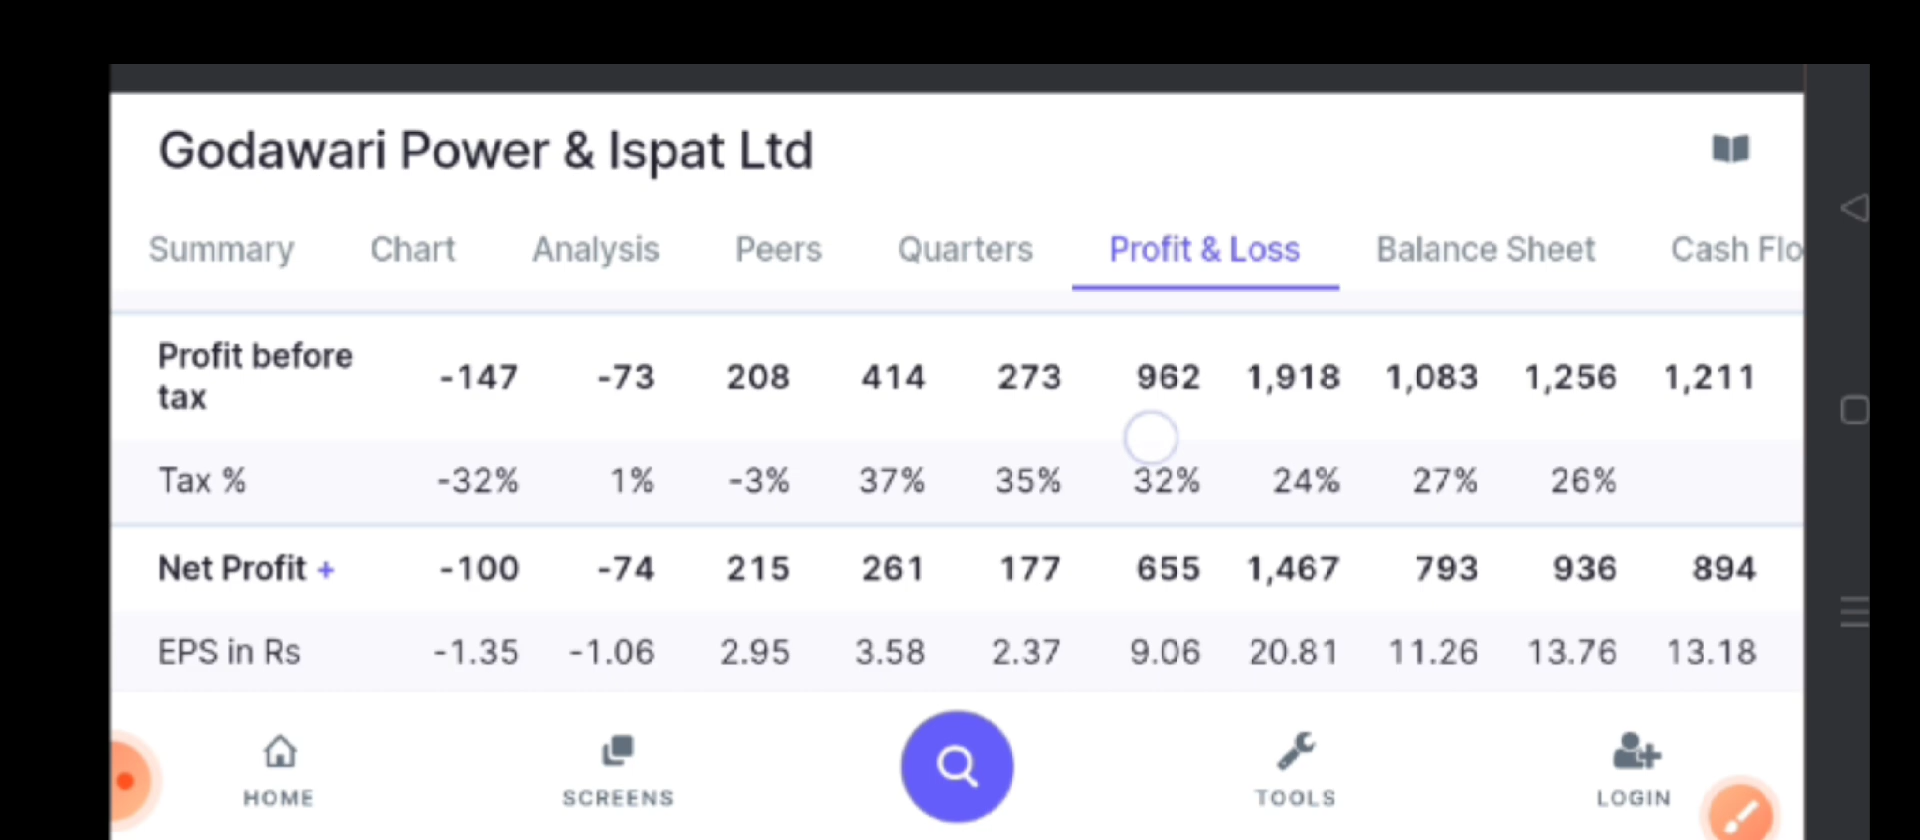 Godawari Power & Ispat Ltd
Summary Chart Analysis Peers Quarters Profit & Loss Balance Sheet Cash Flo
Profit before tax -147 -73 208 414 273 962 1,918 1,083 1,256 1,211
Tax % -32% 1% -3% 37% 35% 32% 24% 27% 26%
Net Profit + -100 -74 215 261 177 655 1,467 793 936 894
EPS in Rs -1.35 -1.06 2.95 3.58 2.37 9.06 20.81 11.26 13.76 13.18
HOME SCREENS TOOLS LOGIN